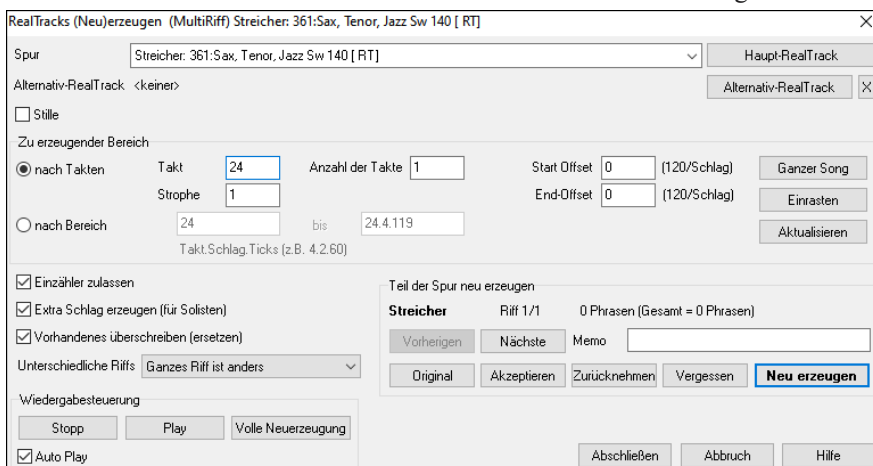 RealTracks (Neu)erzeugen (MultiRiff) Streicher: 361:Sax, Tenor, Jazz Sw 140 [ RT]
Spur Streicher: 361:Sax, Tenor, Jazz Sw 140 [ RT] Haupt-RealTrack
Alternativ-RealTrack <keiner> Alternativ-RealTrack X
Stille
Zu erzeugender Bereich
nach Takten Takt 24 Anzahl der Takte 1 Start Offset 0 (120/Schlag) Ganzer Song
Strophe 1 End-Offset 0 (120/Schlag) Einrasten
nach Bereich 24 bis 24.4.119 Aktualisieren
Takt.Schlag.Ticks (z.B. 4.2.60)
Einzähler zulassen Teil der Spur neu erzeugen
Extra Schlag erzeugen (für Solisten) Streicher Riff 1/1 0 Phrasen (Gesamt = 0 Phrasen)
Vorhandenes überschreiben (ersetzen) Vorherigen Nächste Memo
Unterschiedliche Riffs Ganzes Riff ist anders Original Akzeptieren Zurücknehmen Vergessen Neu erzeugen
Wiedergabesteuerung
Stopp Play Volle Neuerzeugung
Auto Play Abschließen Abbruch Hilfe